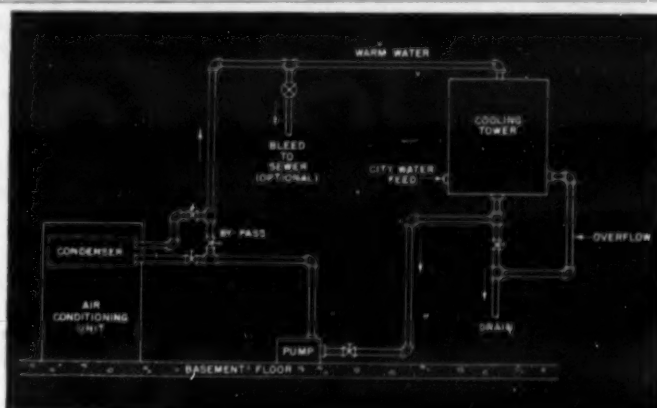 WARM WATER
COOLING
TOWER
BLEED
TO
SEWER
(OPTIONAL)
CITY WATER
FEED
BY-PASS
CONDENSER
OVERFLOW
AIR
CONDITIONING
UNIT
DRAIN
PUMP
BASEMENT FLOOR